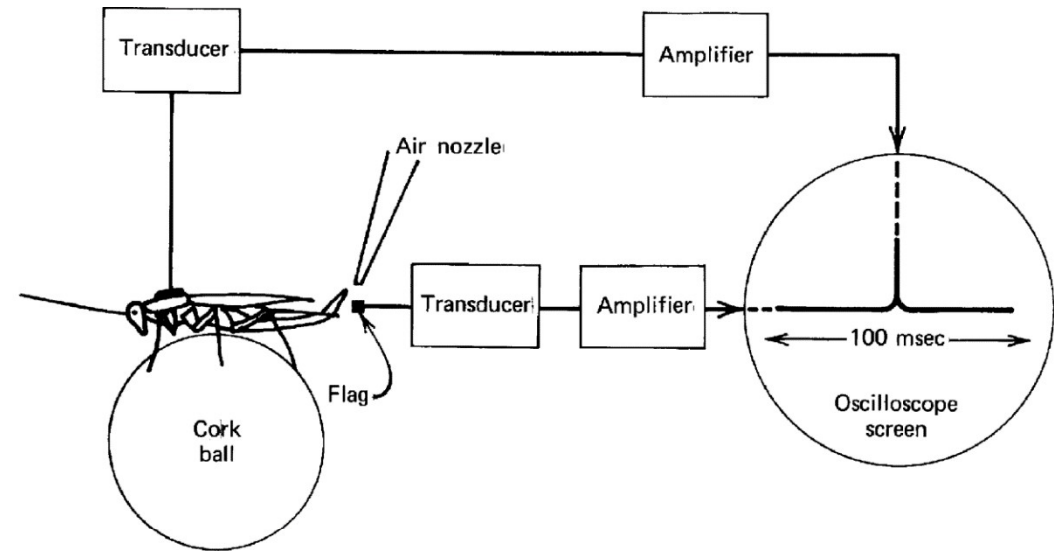 Transducer
Amplifier
Air nozzle
Transducer
Amplifier
100 msec
Flag
Oscilloscope
screen
Cork
ball